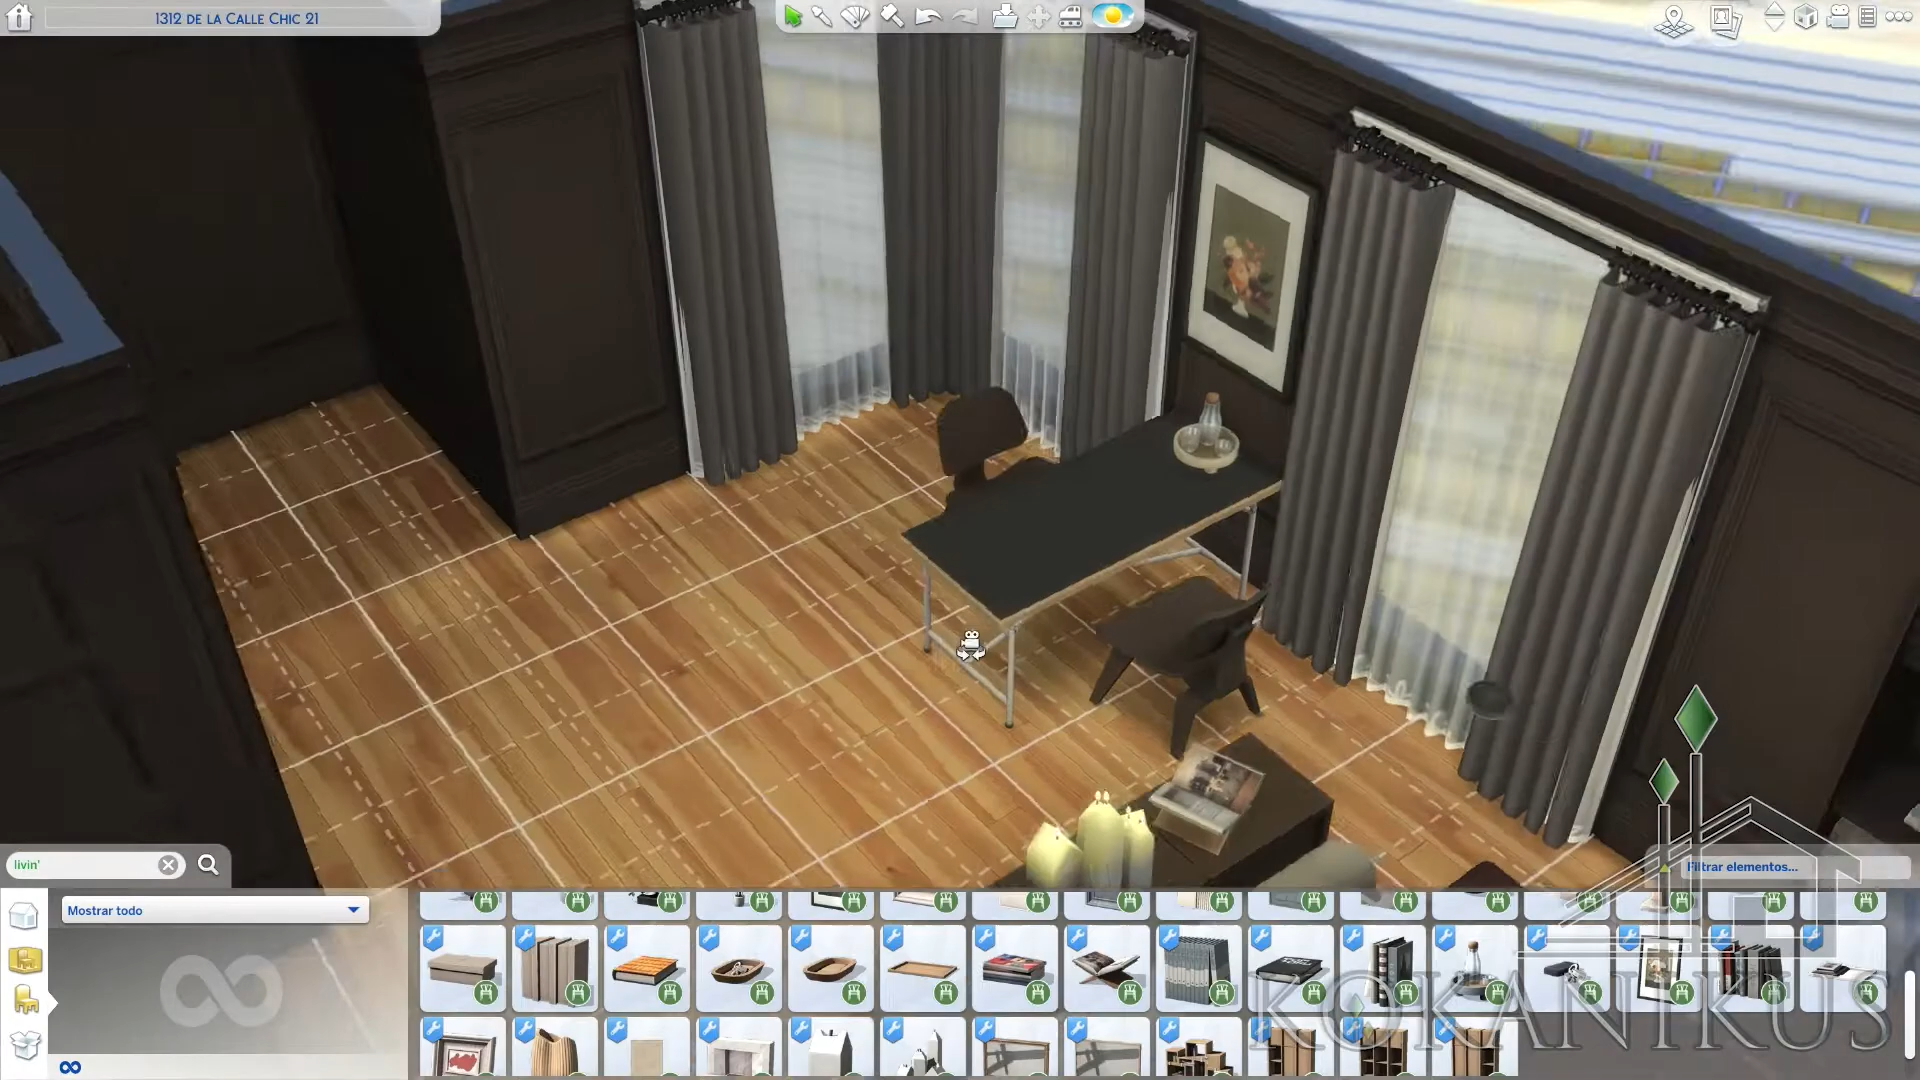 1312 DE LA CALLE CHIC 21
livin'
Filtrar elementos...
Mostrar todo
KOKANIKUS